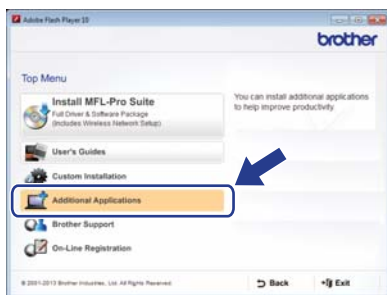 Adobe Flash Player 10
brother
Top Menu
Install MFL-Pro Suite
Full Driver & Software Package
(Includes Wireless Network Setup)
You can install additional applications
to help improve productivity.
User's Guides
Custom Installation
Additional Applications
Brother Support
On-Line Registration
© 2001-2013 Brother Industries, Ltd. All Rights Reserved.
Back
Exit